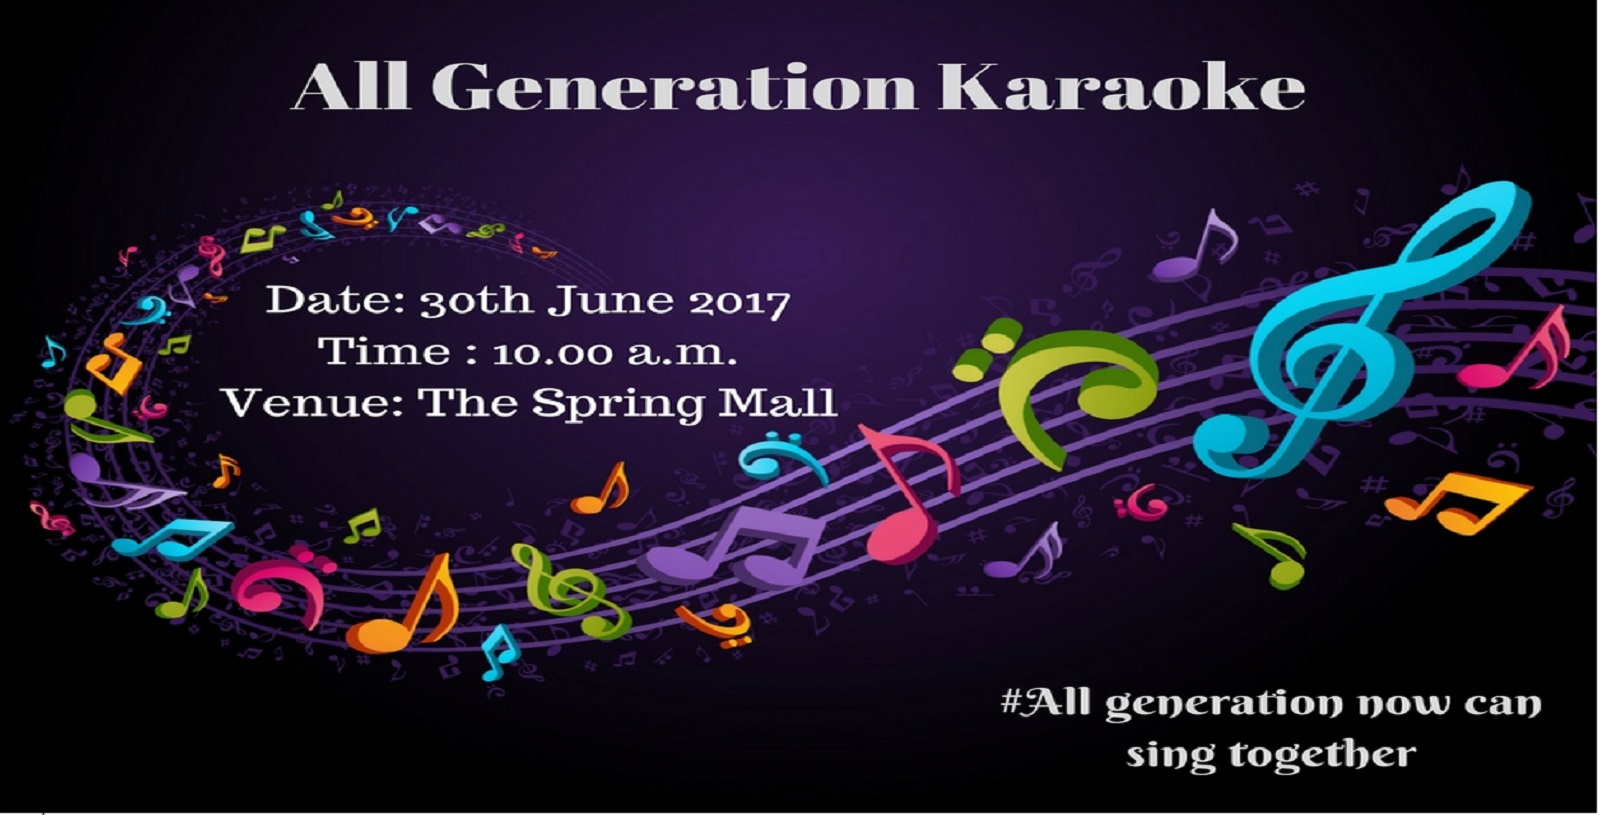 All Generation Karaoke
Date: 30th June 2017
Time : 10.00 a.m.
Venue: The Spring Mall
#All generation now can
sing together